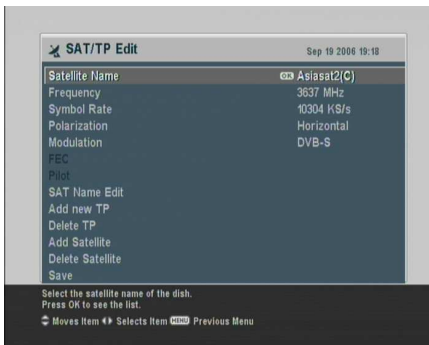 SAT/TP Edit
Sep 19 2006 19:18
Satellite Name OK Asiasat2(C)
Frequency 3637 MHz
Symbol Rate 10304 KS/s
Polarization Horizontal
Modulation DVB-S
FEC
Pilot
SAT Name Edit
Add new TP
Delete TP
Add Satellite
Delete Satellite
Save
Select the satellite name of the dish.
Press OK to see the list.
Moves Item Selects Item MENU Previous Menu